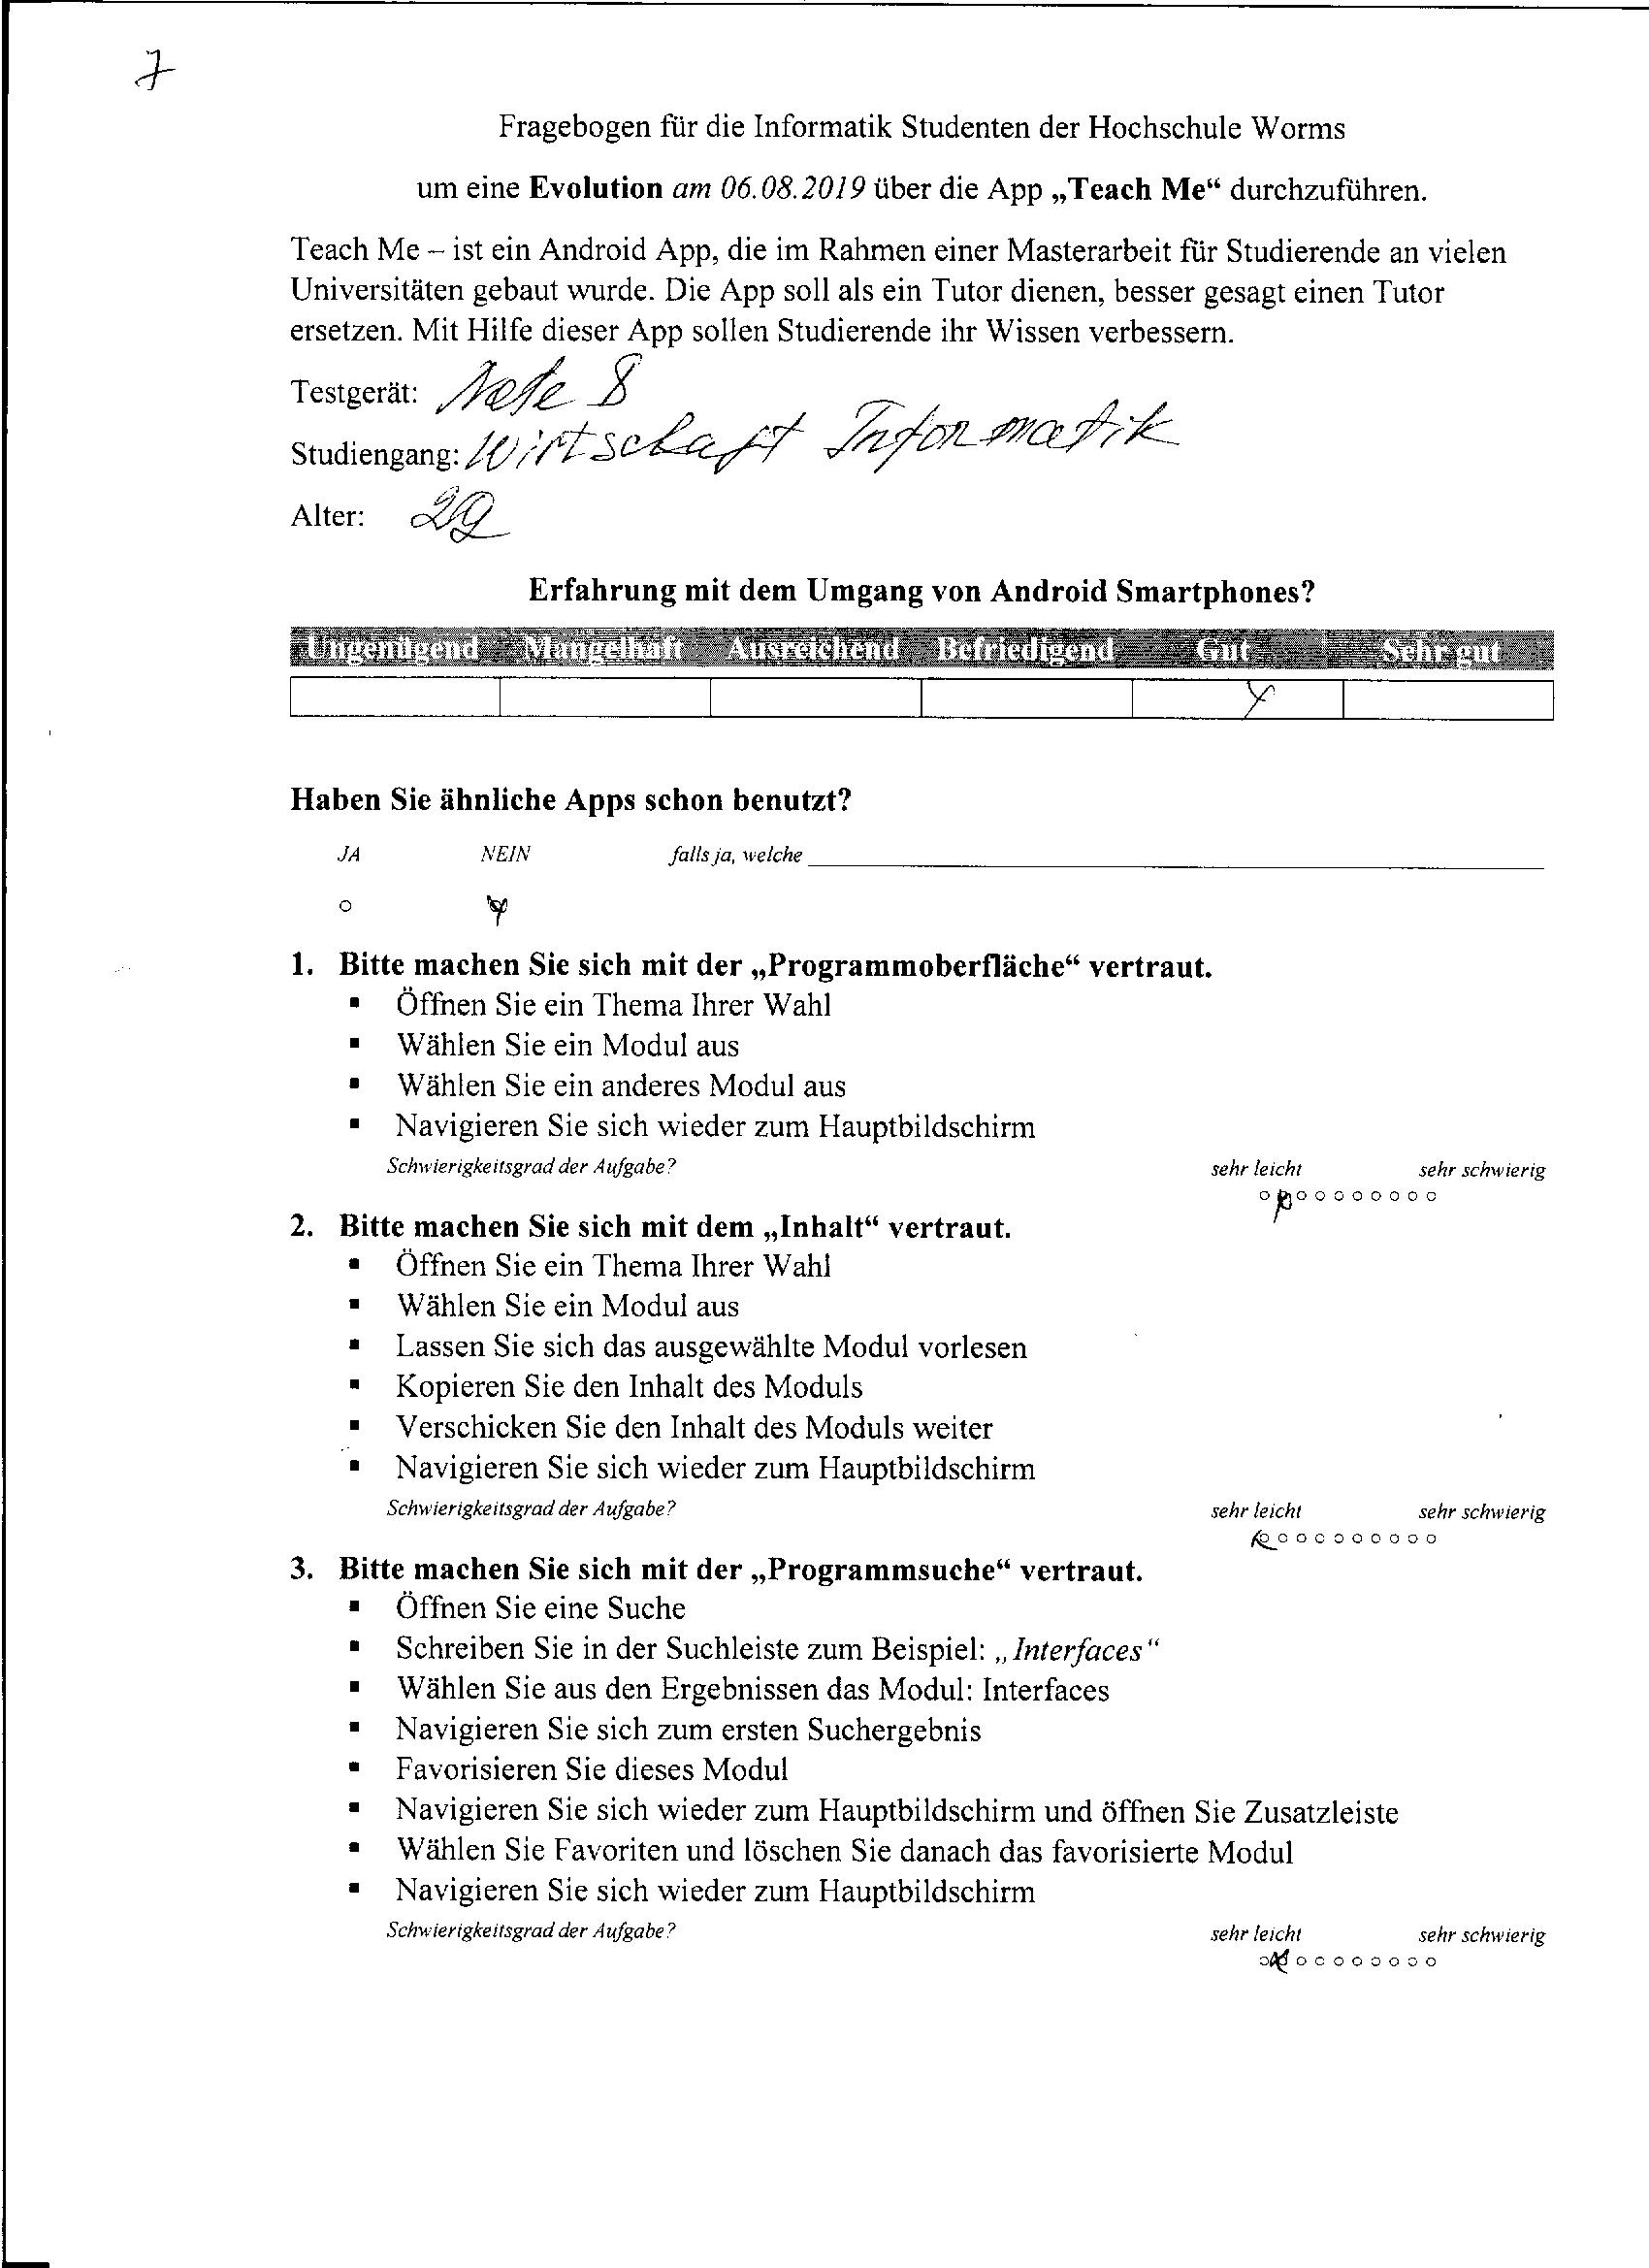 7
Fragebogen für die Informatik Studenten der Hochschule Worms
um eine Evolution am 06.08.2019 über die App „Teach Me“ durchzuführen.
Teach Me – ist ein Android App, die im Rahmen einer Masterarbeit für Studierende an vielen
Universitäten gebaut wurde. Die App soll als ein Tutor dienen, besser gesagt einen Tutor
ersetzen. Mit Hilfe dieser App sollen Studierende ihr Wissen verbessern.
Testgerät: Note 8
Studiengang: Wirtschaft Informatik
Alter: 29
Erfahrung mit dem Umgang von Android Smartphones?
Ungenügend Mangelhaft Ausreichend Befriedigend Gut Sehr gut
Haben Sie ähnliche Apps schon benutzt?
JA NEIN falls ja, welche
1. Bitte machen Sie sich mit der „Programmoberfläche“ vertraut.
▪ Öffnen Sie ein Thema Ihrer Wahl
▪ Wählen Sie ein Modul aus
▪ Wählen Sie ein anderes Modul aus
▪ Navigieren Sie sich wieder zum Hauptbildschirm
Schwierigkeitsgrad der Aufgabe? sehr leicht sehr schwierig
2. Bitte machen Sie sich mit dem „Inhalt“ vertraut.
▪ Öffnen Sie ein Thema Ihrer Wahl
▪ Wählen Sie ein Modul aus
▪ Lassen Sie sich das ausgewählte Modul vorlesen
▪ Kopieren Sie den Inhalt des Moduls
▪ Verschicken Sie den Inhalt des Moduls weiter
▪ Navigieren Sie sich wieder zum Hauptbildschirm
Schwierigkeitsgrad der Aufgabe? sehr leicht sehr schwierig
3. Bitte machen Sie sich mit der „Programmsuche“ vertraut.
▪ Öffnen Sie eine Suche
▪ Schreiben Sie in der Suchleiste zum Beispiel: „Interfaces“
▪ Wählen Sie aus den Ergebnissen das Modul: Interfaces
▪ Navigieren Sie sich zum ersten Suchergebnis
▪ Favorisieren Sie dieses Modul
▪ Navigieren Sie sich wieder zum Hauptbildschirm und öffnen Sie Zusatzleiste
▪ Wählen Sie Favoriten und löschen Sie danach das favorisierte Modul
▪ Navigieren Sie sich wieder zum Hauptbildschirm
Schwierigkeitsgrad der Aufgabe? sehr leicht sehr schwierig